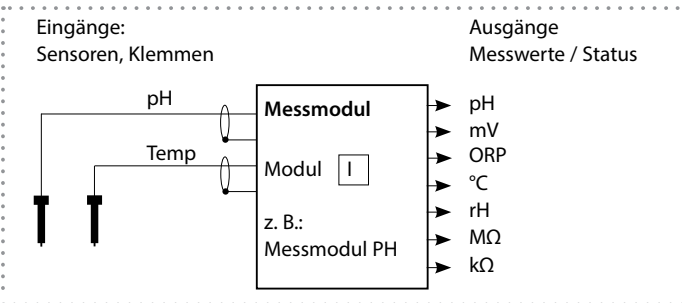 Eingänge:
Sensoren, Klemmen
Ausgänge
Messwerte / Status
pH
Temp
Messmodul
Modul I
z. B.:
Messmodul PH
pH
mV
ORP
°C
rH
MΩ
kΩ